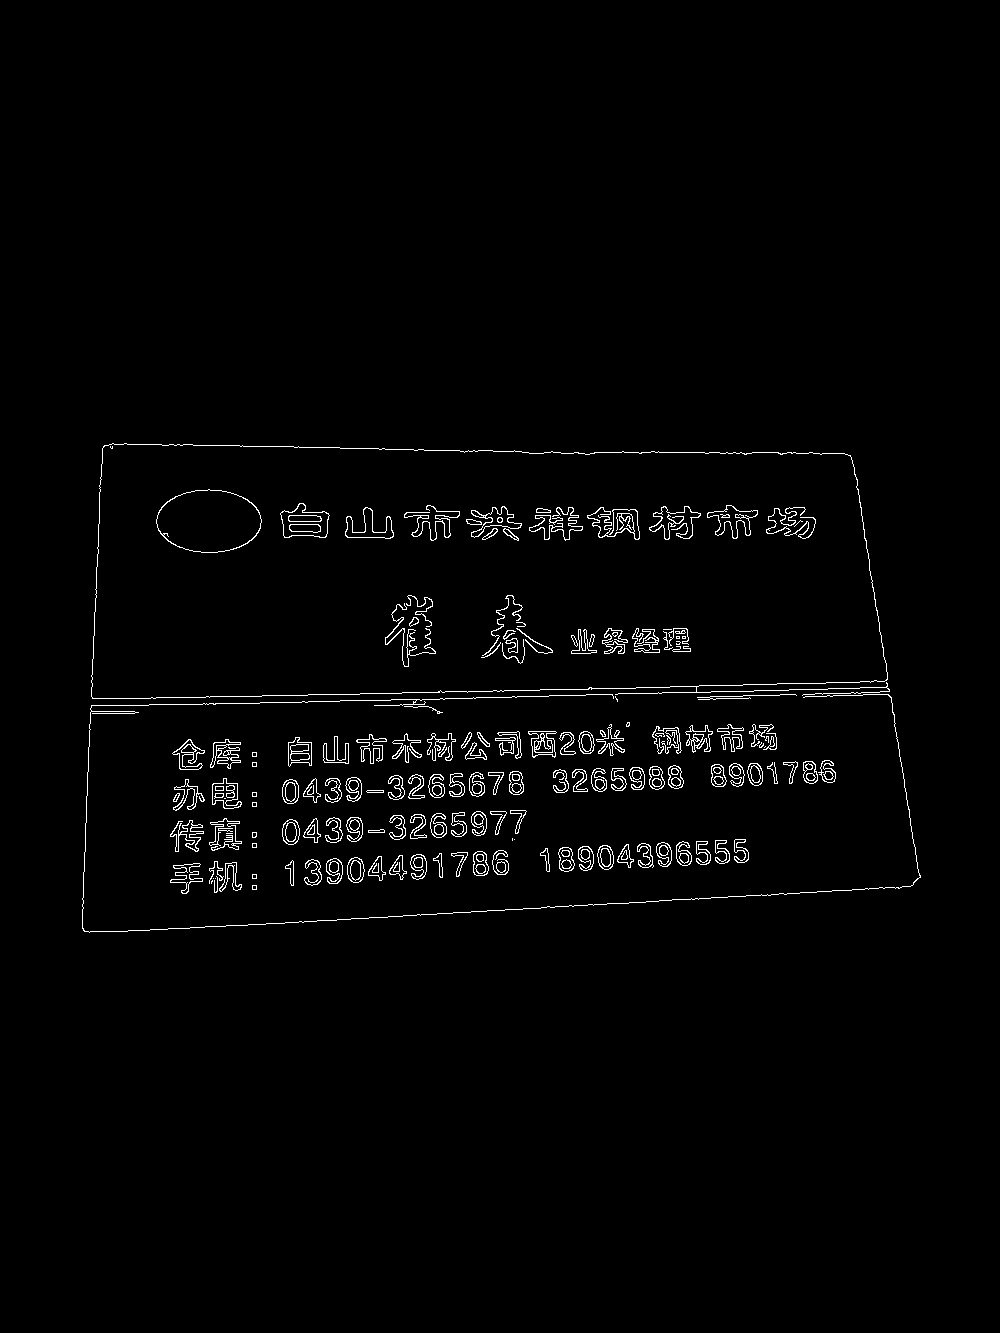 白山市洪祥钢材市场
崔 春 业务经理
仓库：白山市木材公司西20米 钢材市场
办电：0439-3265678 3265988 8901786
传真：0439-3265977
手机：13904491786 18904396555